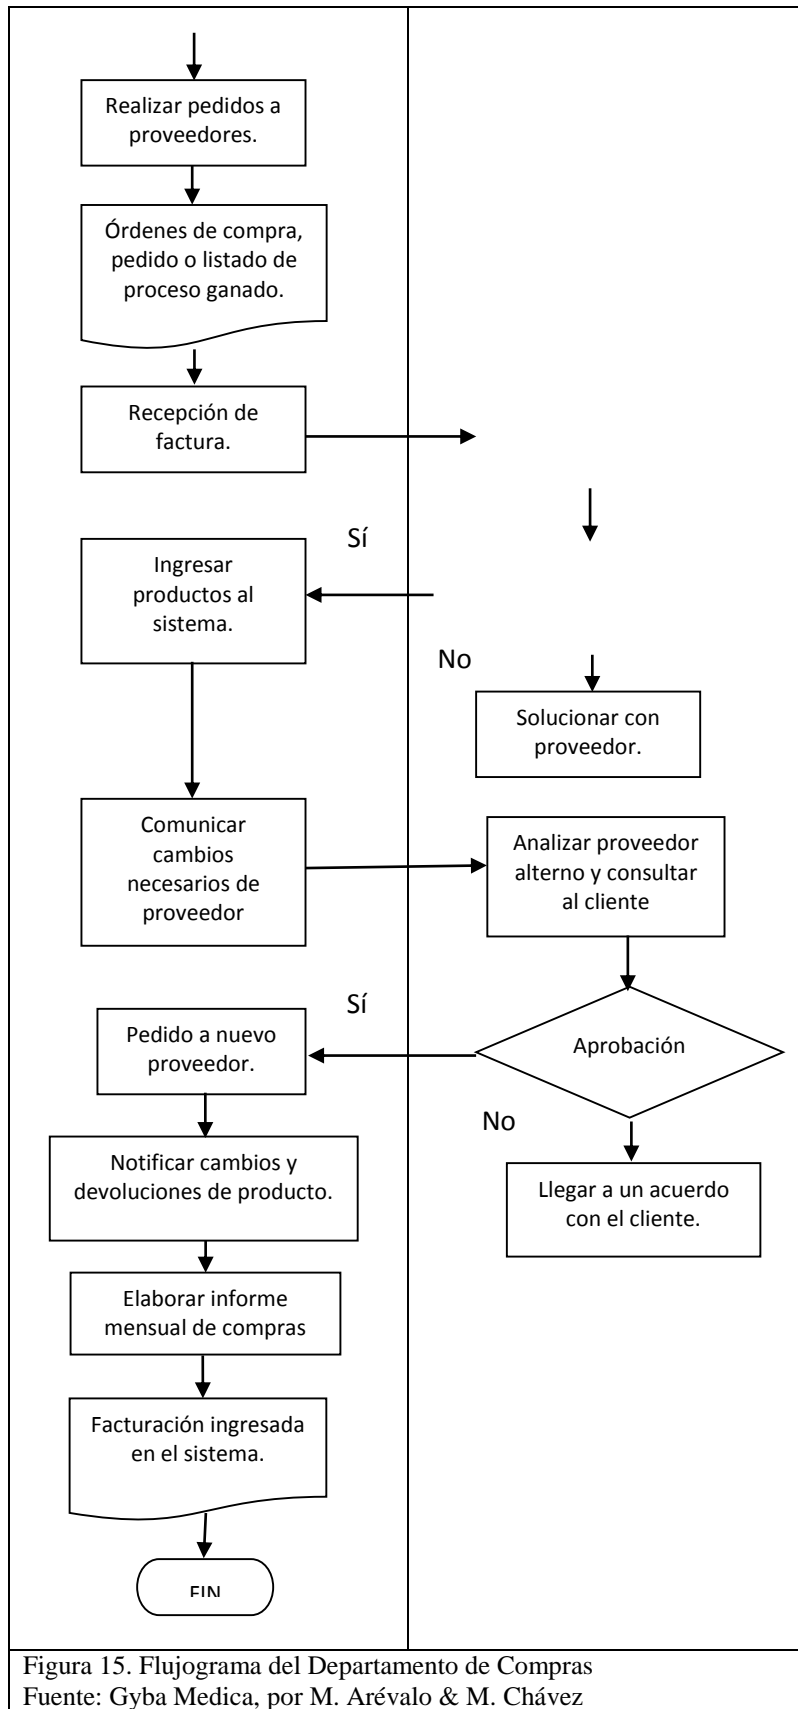 Realizar pedidos a
proveedores.
Órdenes de compra,
pedido o listado de
proceso ganado.
Recepción de
factura.
Sí
Ingresar
productos al
sistema.
No
Solucionar con
proveedor.
Comunicar
cambios
necesarios de
proveedor
Analizar proveedor
alterno y consultar
al cliente
Aprobación
Sí
Pedido a nuevo
proveedor.
No
Llegar a un acuerdo
con el cliente.
Notificar cambios y
devoluciones de producto.
Elaborar informe
mensual de compras
Facturación ingresada
en el sistema.
FIN
Figura 15. Flujograma del Departamento de Compras
Fuente: Gyba Medica, por M. Arévalo & M. Chávez